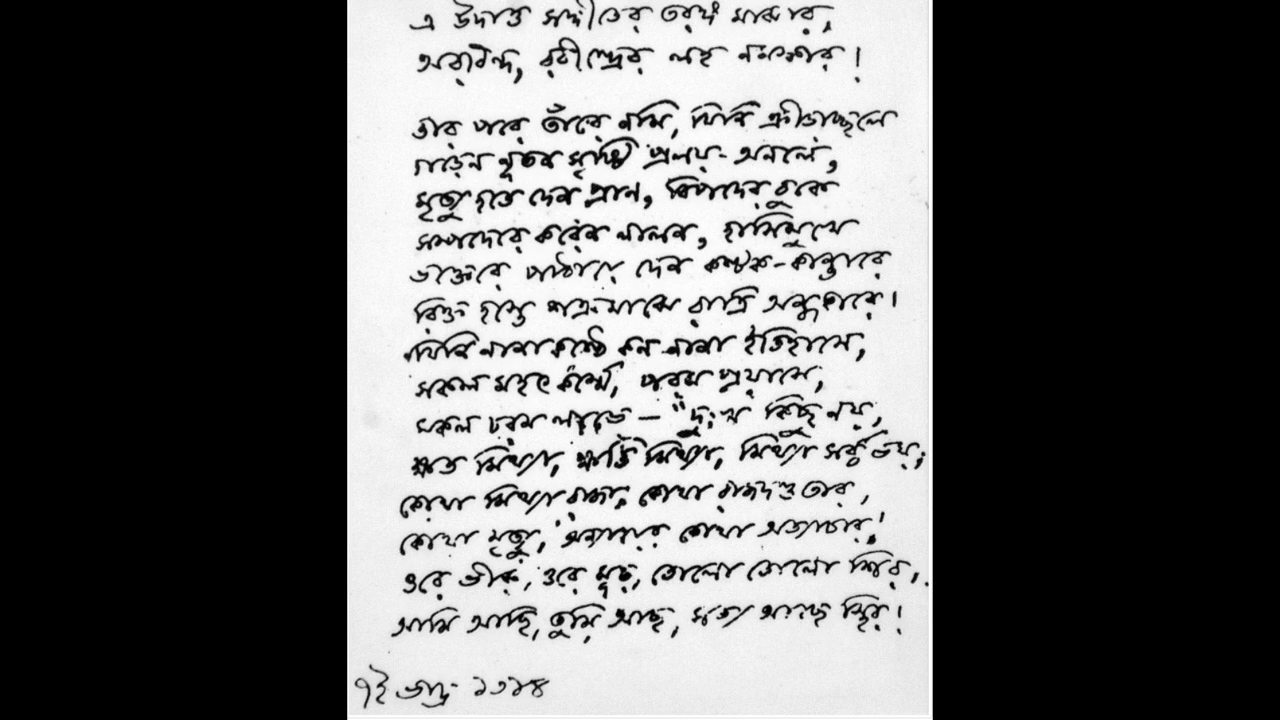 এ উদাত্ত সঙ্গীতের তরঙ্গ মাঝার,
অরবিন্দ, রবীন্দ্রের লহ নমস্কার!
তার পরে তাঁরে নমি, যিনি ক্রীড়াচ্ছলে
গড়েন নূতন সৃষ্টি প্রলয়-অনলে,
মৃত্যু হতে দেন প্রাণ, বিপদের বুকে
সম্পদেরে করেন লালন, হাসিমুখে
ভক্তেরে পাঠায়ে দেন কণ্টক-কান্তারে
রিক্ত হস্তে শত্রুমাঝে রাত্রি অন্ধকারে।
যিনি নানা কণ্ঠে কন নানা ইতিহাসে,
সকল মহৎ কর্ম্মে, পরম প্রয়াসে,
সকল চরম লাভে — "দুঃখ কিছু নয়,
ক্ষত মিথ্যা, ক্ষতি মিথ্যা, মিথ্যা সর্ব্ব ভয়;
কোথা মিথ্যা রাজা, কোথা রাজদণ্ড তার,
কোথা মৃত্যু, অন্যায়ের কোথা অত্যাচার!
ওরে ভীরু, ওরে মূঢ়, তোলো তোলো শির,
আমি আছি, তুমি আছ, সত্য আছে স্থির!
৭ই ভাদ্র ১৩১৪